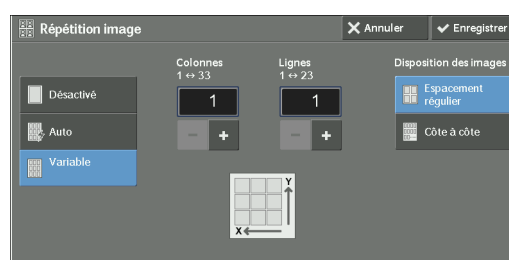 Répétition image
Annuler
Enregistrer
Colonnes
1 ↔ 33
Lignes
1 ↔ 23
Disposition des images
Désactivé
Auto
Variable
1
1
− +
− +
Espacement
régulier
Côte à côte
Y
X